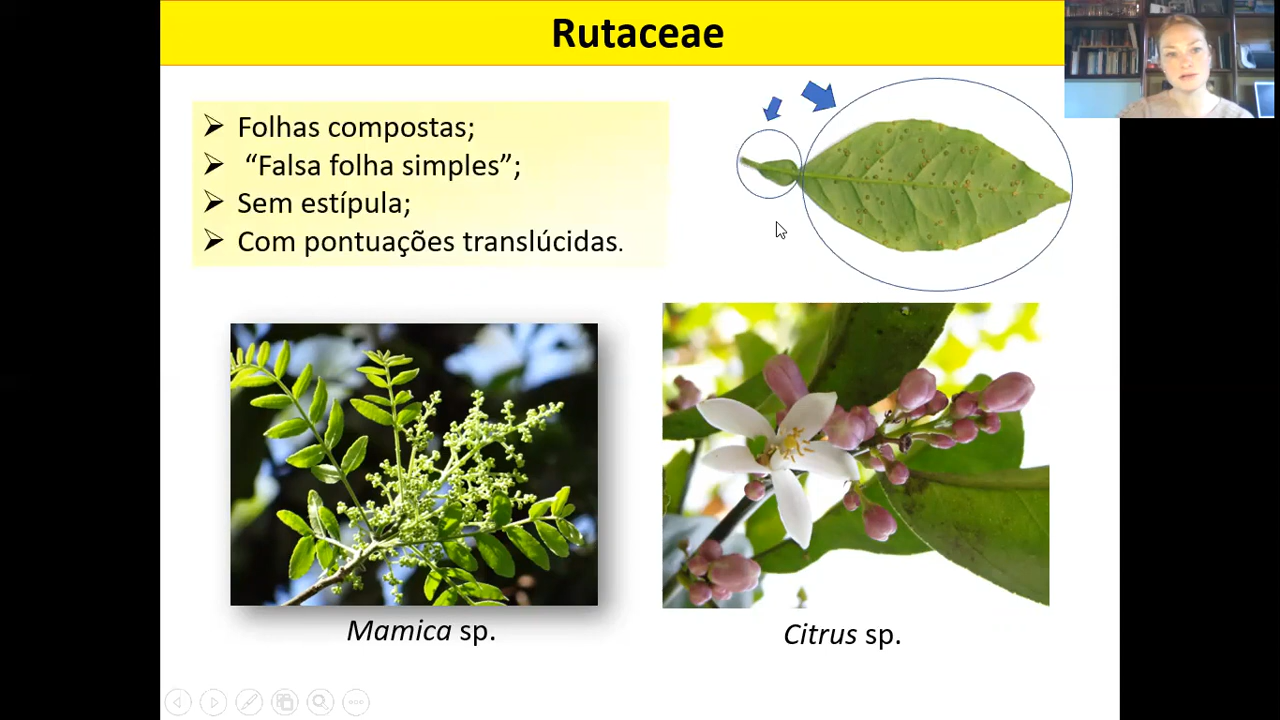 Rutaceae
Folhas compostas;
“Falsa folha simples”;
Sem estípula;
Com pontuações translúcidas.
Mamica sp.
Citrus sp.